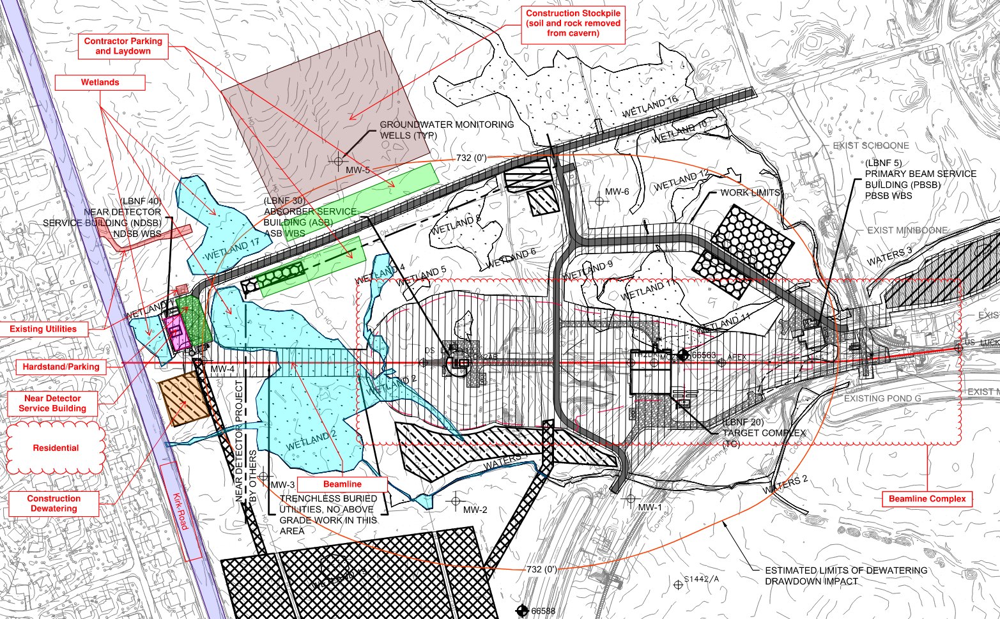 Construction Stockpile
(soil and rock removed
from cavern)
Contractor Parking
and Laydown
Wetlands
WETLAND 16
WETLAND 10
GROUNDWATER MONITORING
WELLS (TYP)
EXIST SCIBOONE
732 (0')
(LBNF 5)
PRIMARY BEAM SERVICE
BUILDING (PBSB)
PBSB WBS
MW-5
WETLAND 12
MW-6
WORK LIMITS
(LBNF 40)
NEAR DETECTOR
SERVICE BUILDING (NDSB)
NDSB WBS
(LBNF 30)
ABSORBER SERVICE
BUILDING (ASB)
ASB WBS
WETLAND 8
EXIST MINIBOONE
WETLAND 17
WETLAND 6
WATERS 3
WETLAND 4
WETLAND 5
WETLAND 9
WETLAND 11
WETLAND 1
WETLAND 11
EXIS
Existing Utilities
US LUCK
66563
APEX
MW-4
Hardstand/Parking
WETLAND 2
EXIST M
EXISTING POND G
Near Detector
Service Building
(LBNF 20)
TARGET COMPLEX
(TC)
Residential
WETLAND 2
WATERS 1
NEAR DETECTOR PROJECT
BY OTHERS
MW-3
Beamline
WATERS 2
Construction
Dewatering
Kirk Road
TRENCHLESS BURIED
UTILITIES, NO ABOVE
GRADE WORK IN THIS
AREA
MW-2
MW-1
Beamline Complex
732 (0')
ESTIMATED LIMITS OF DEWATERING
DRAWDOWN IMPACT
S1442/A
66588